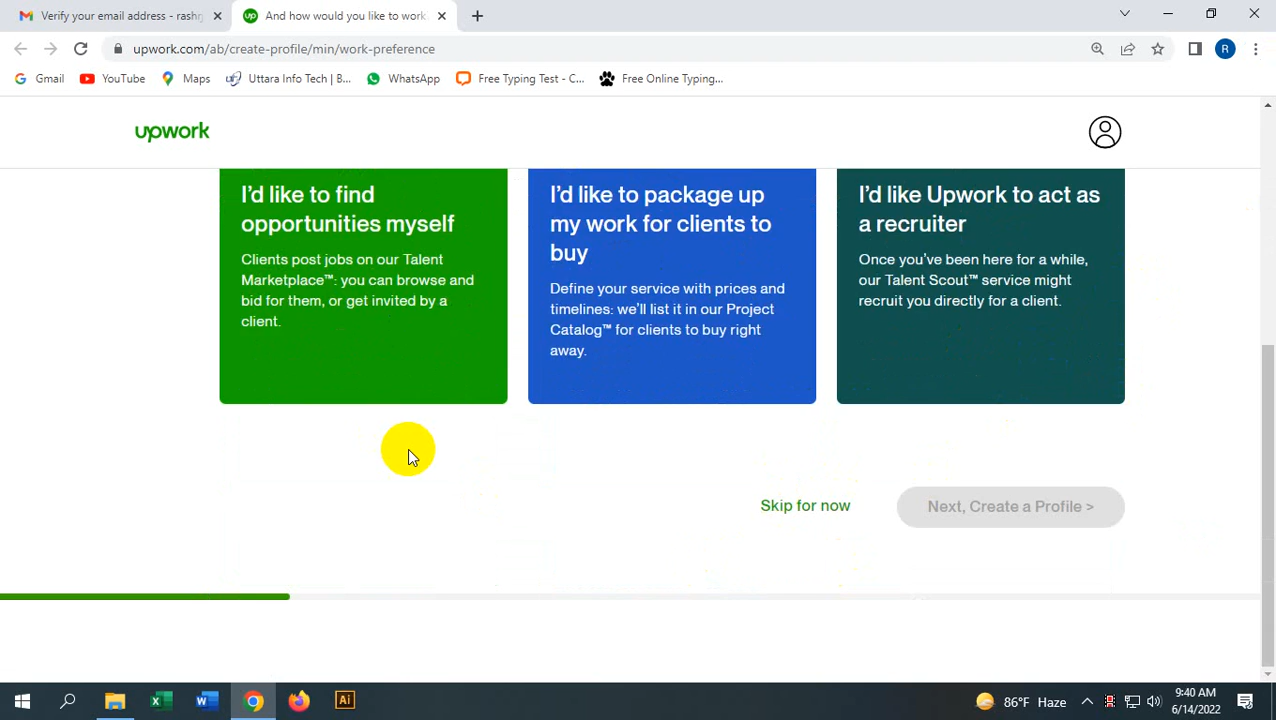 Verify your email address - rashr
And how would you like to work
upwork.com/ab/create-profile/min/work-preference
R
Gmail
YouTube
Maps
Uttara Info Tech | B...
WhatsApp
Free Typing Test - C...
Free Online Typing...
upwork
I'd like to find
opportunities myself
Clients post jobs on our Talent
Marketplace™: you can browse and
bid for them, or get invited by a
client.
I'd like to package up
my work for clients to
buy
Define your service with prices and
timelines: we'll list it in our Project
Catalog™ for clients to buy right
away.
I'd like Upwork to act as
a recruiter
Once you've been here for a while,
our Talent Scout™ service might
recruit you directly for a client.
Skip for now
Next, Create a Profile >
86°F Haze
9:40 AM
6/14/2022